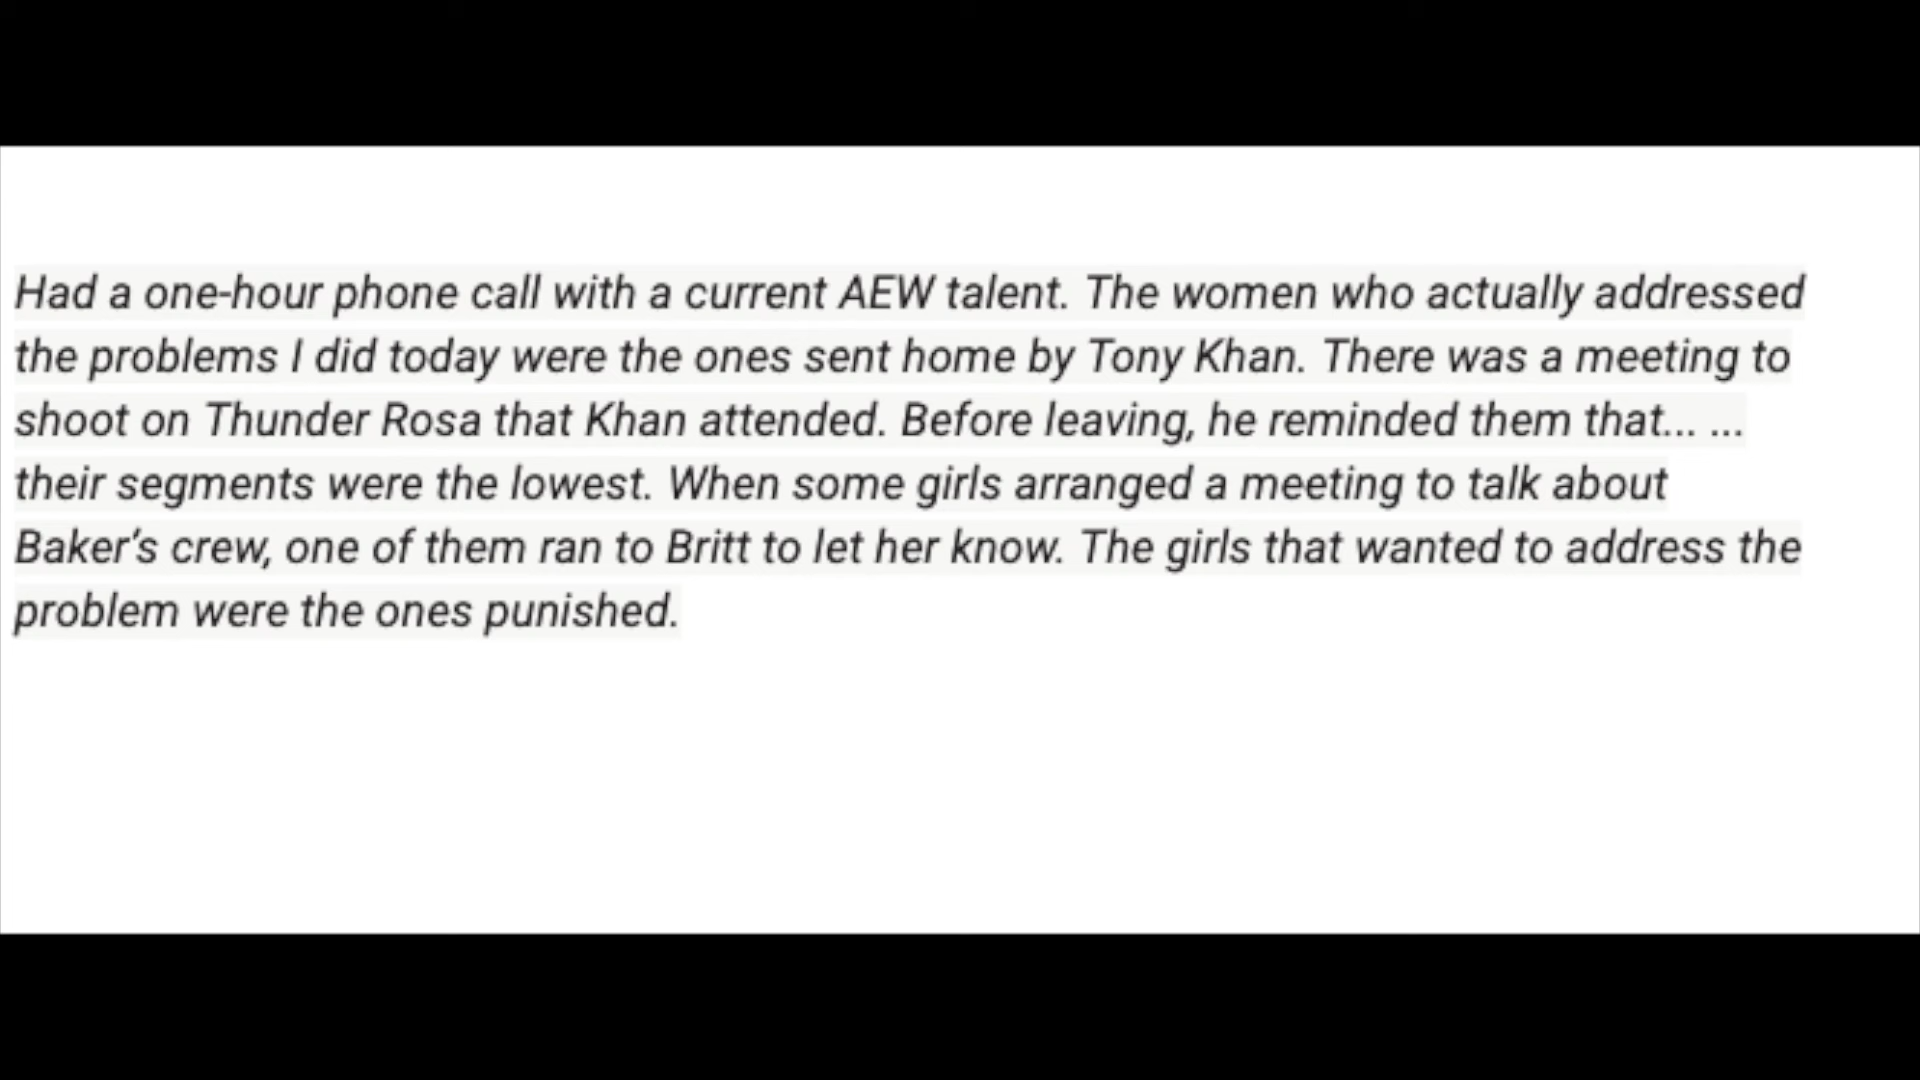 Had a one-hour phone call with a current AEW talent. The women who actually addressed
the problems I did today were the ones sent home by Tony Khan. There was a meeting to
shoot on Thunder Rosa that Khan attended. Before leaving, he reminded them that... ...
their segments were the lowest. When some girls arranged a meeting to talk about
Baker‘s crew, one of them ran to Britt to let her know. The girls that wanted to address the
problem were the ones punished.